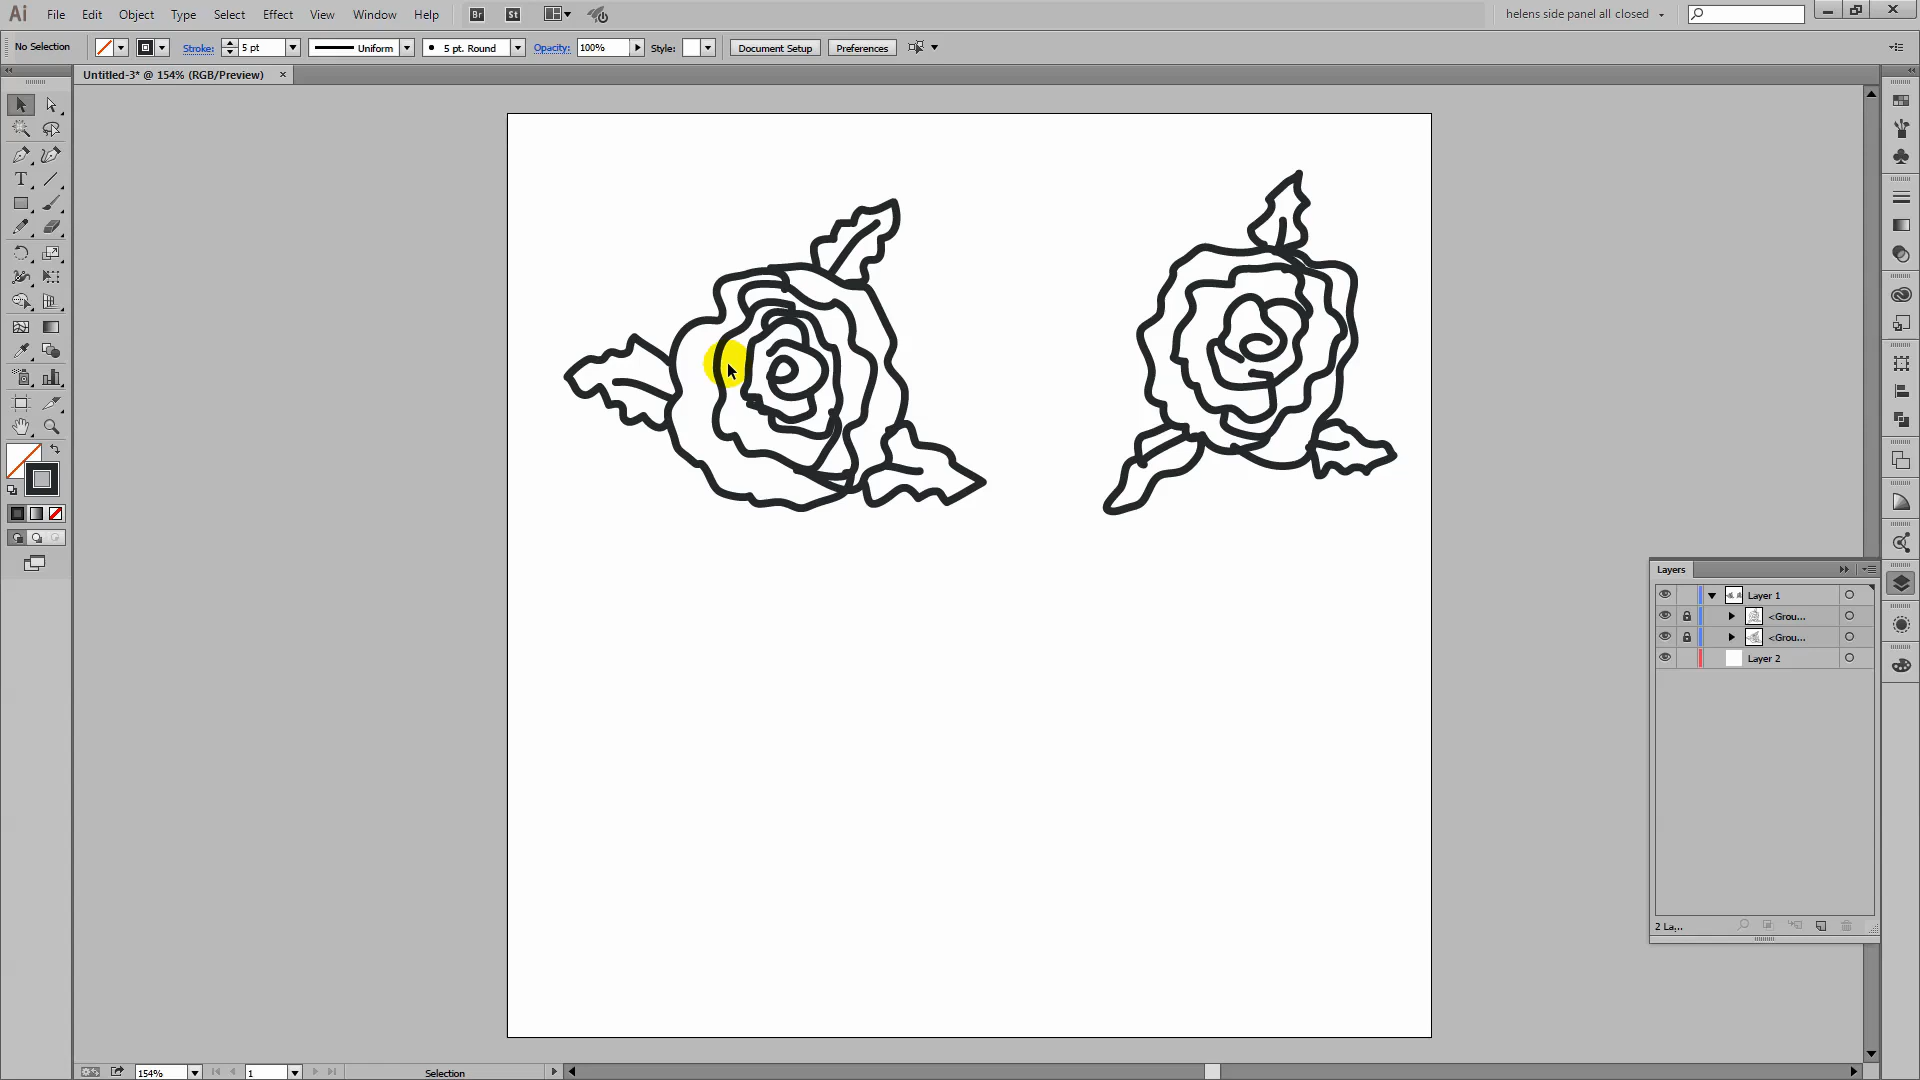 Ai File Edit Object Type Select Effect View Window Help Br St helens side panel all closed
No Selection Stroke: 5 pt Uniform 5 pt. Round Opacity: 100% Style: Document Setup Preferences
Untitled-3* @ 154% (RGB/Preview)
T
Layers
Layer 1
<Grou...
<Grou...
Layer 2
2 La...
154% 1 Selection